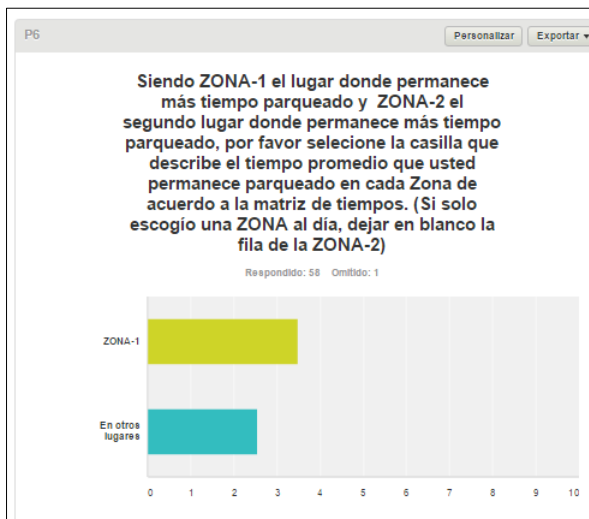 P6
Personalizar
Exportar
Siendo ZONA-1 el lugar donde permanece
más tiempo parqueado y ZONA-2 el
segundo lugar donde permanece más tiempo
parqueado, por favor selecione la casilla que
describe el tiempo promedio que usted
permanece parqueado en cada Zona de
acuerdo a la matriz de tiempos. (Si solo
escogío una ZONA al día, dejar en blanco la
fila de la ZONA-2)
Respondido: 58 Omitido: 1
ZONA-1
En otros
lugares
0 1 2 3 4 5 6 7 8 9 10